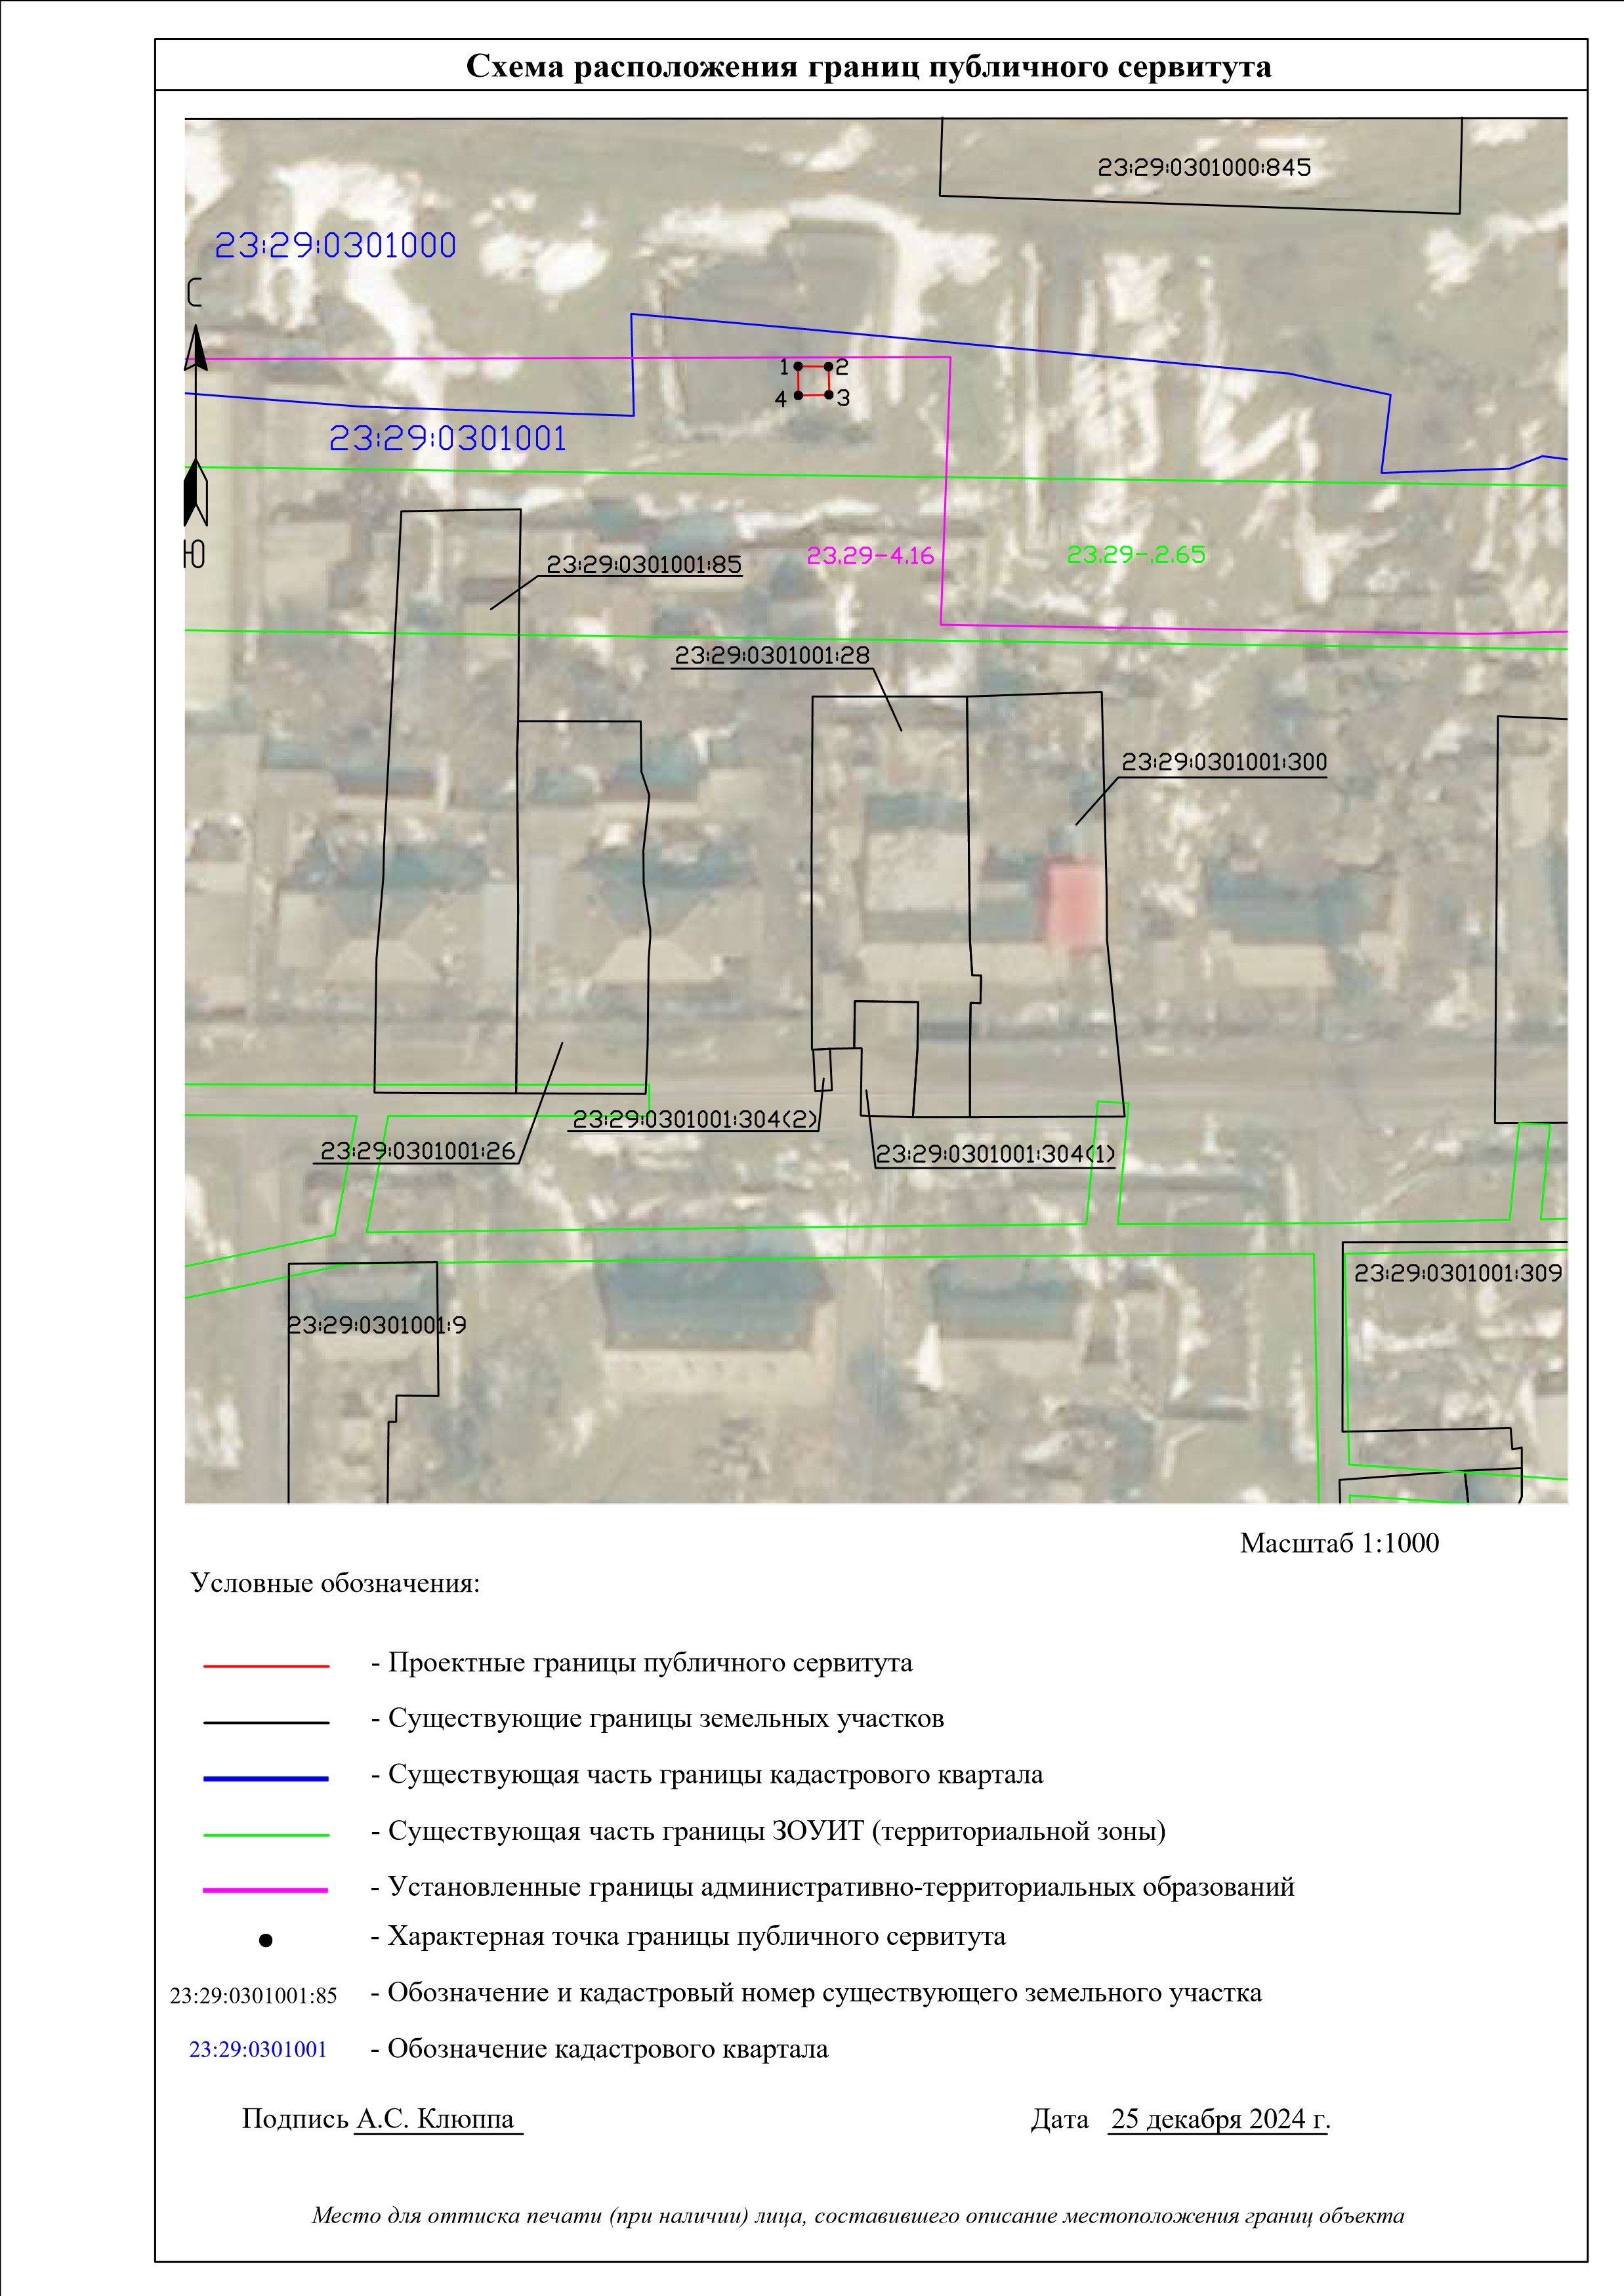 Схема расположения границ публичного сервитута
23:29:0301000:845
23:29:0301000
С
1 2
4 3
23:29:0301001
Ю
23:29:0301001:85
23.29-4.16
23.29-.2.65
23:29:0301001:28
23:29:0301001:300
23:29:0301001:304(2)
23:29:0301001:26
23:29:0301001:304(1)
23:29:0301001:309
23:29:0301001:9
Масштаб 1:1000
Условные обозначения:
- Проектные границы публичного сервитута
- Существующие границы земельных участков
- Существующая часть границы кадастрового квартала
- Существующая часть границы ЗОУИТ (территориальной зоны)
- Установленные границы административно-территориальных образований
- Характерная точка границы публичного сервитута
23:29:0301001:85 - Обозначение и кадастровый номер существующего земельного участка
23:29:0301001 - Обозначение кадастрового квартала
Подпись А.С. Клюппа Дата 25 декабря 2024 г.
Место для оттиска печати (при наличии) лица, составившего описание местоположения границ объекта